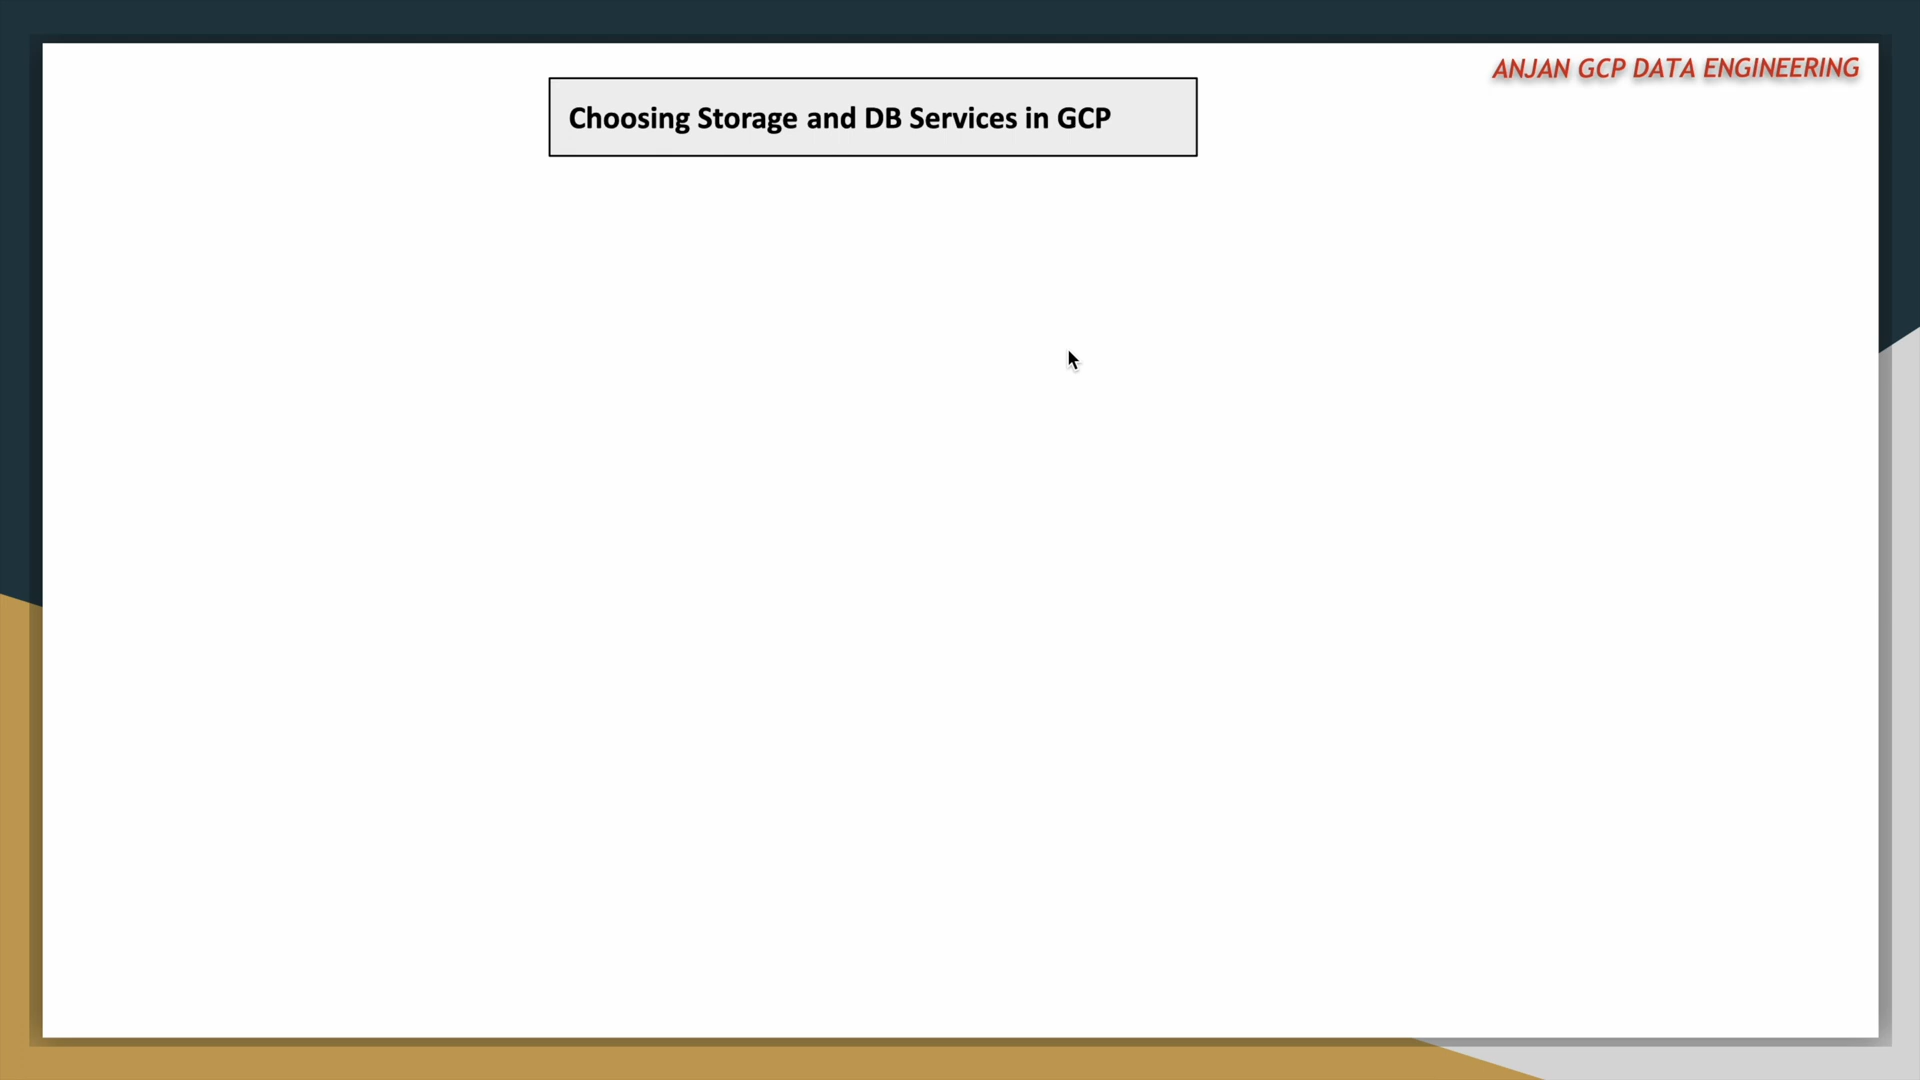 ANJAN GCP DATA ENGINEERING
Choosing Storage and DB Services in GCP